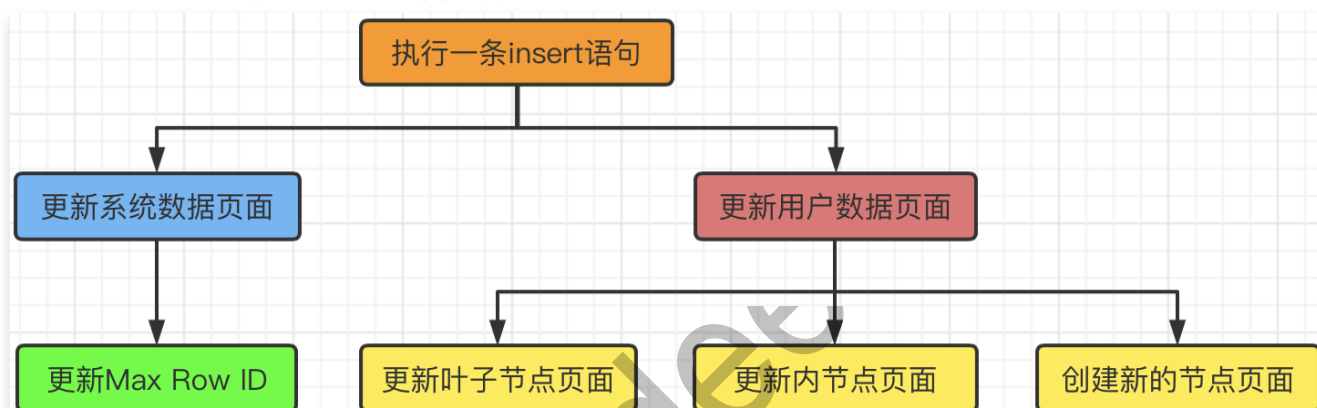 执行一条insert语句
更新系统数据页面
更新用户数据页面
更新Max Row ID
更新叶子节点页面
更新内节点页面
创建新的节点页面